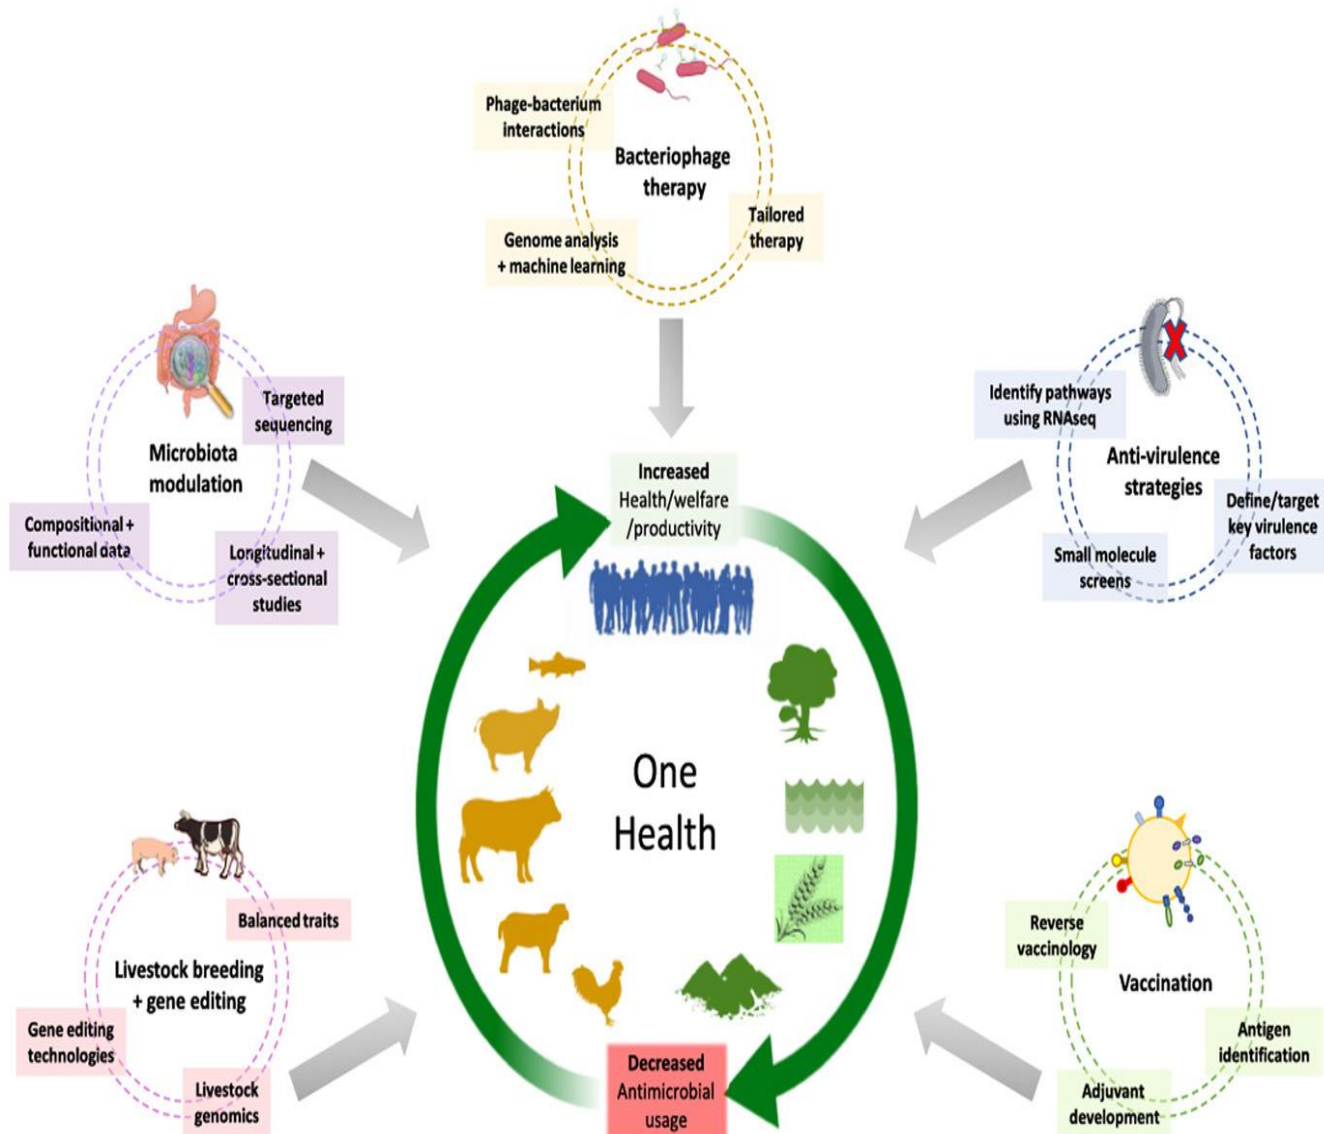 Phage-bacterium
interactions
Bacteriophage
therapy
Tailored
therapy
Genome analysis
+ machine learning
Targeted
sequencing
Microbiota
modulation
Compositional +
functional data
Longitudinal +
cross-sectional
studies
Identify pathways
using RNAseq
Anti-virulence
strategies
Define/target
key virulence
factors
Small molecule
screens
Increased
Health/welfare
/productivity
One
Health
Balanced traits
Livestock breeding
+ gene editing
Gene editing
technologies
Livestock
genomics
Reverse
vaccinology
Vaccination
Antigen
identification
Adjuvant
development
Decreased
Antimicrobial
usage